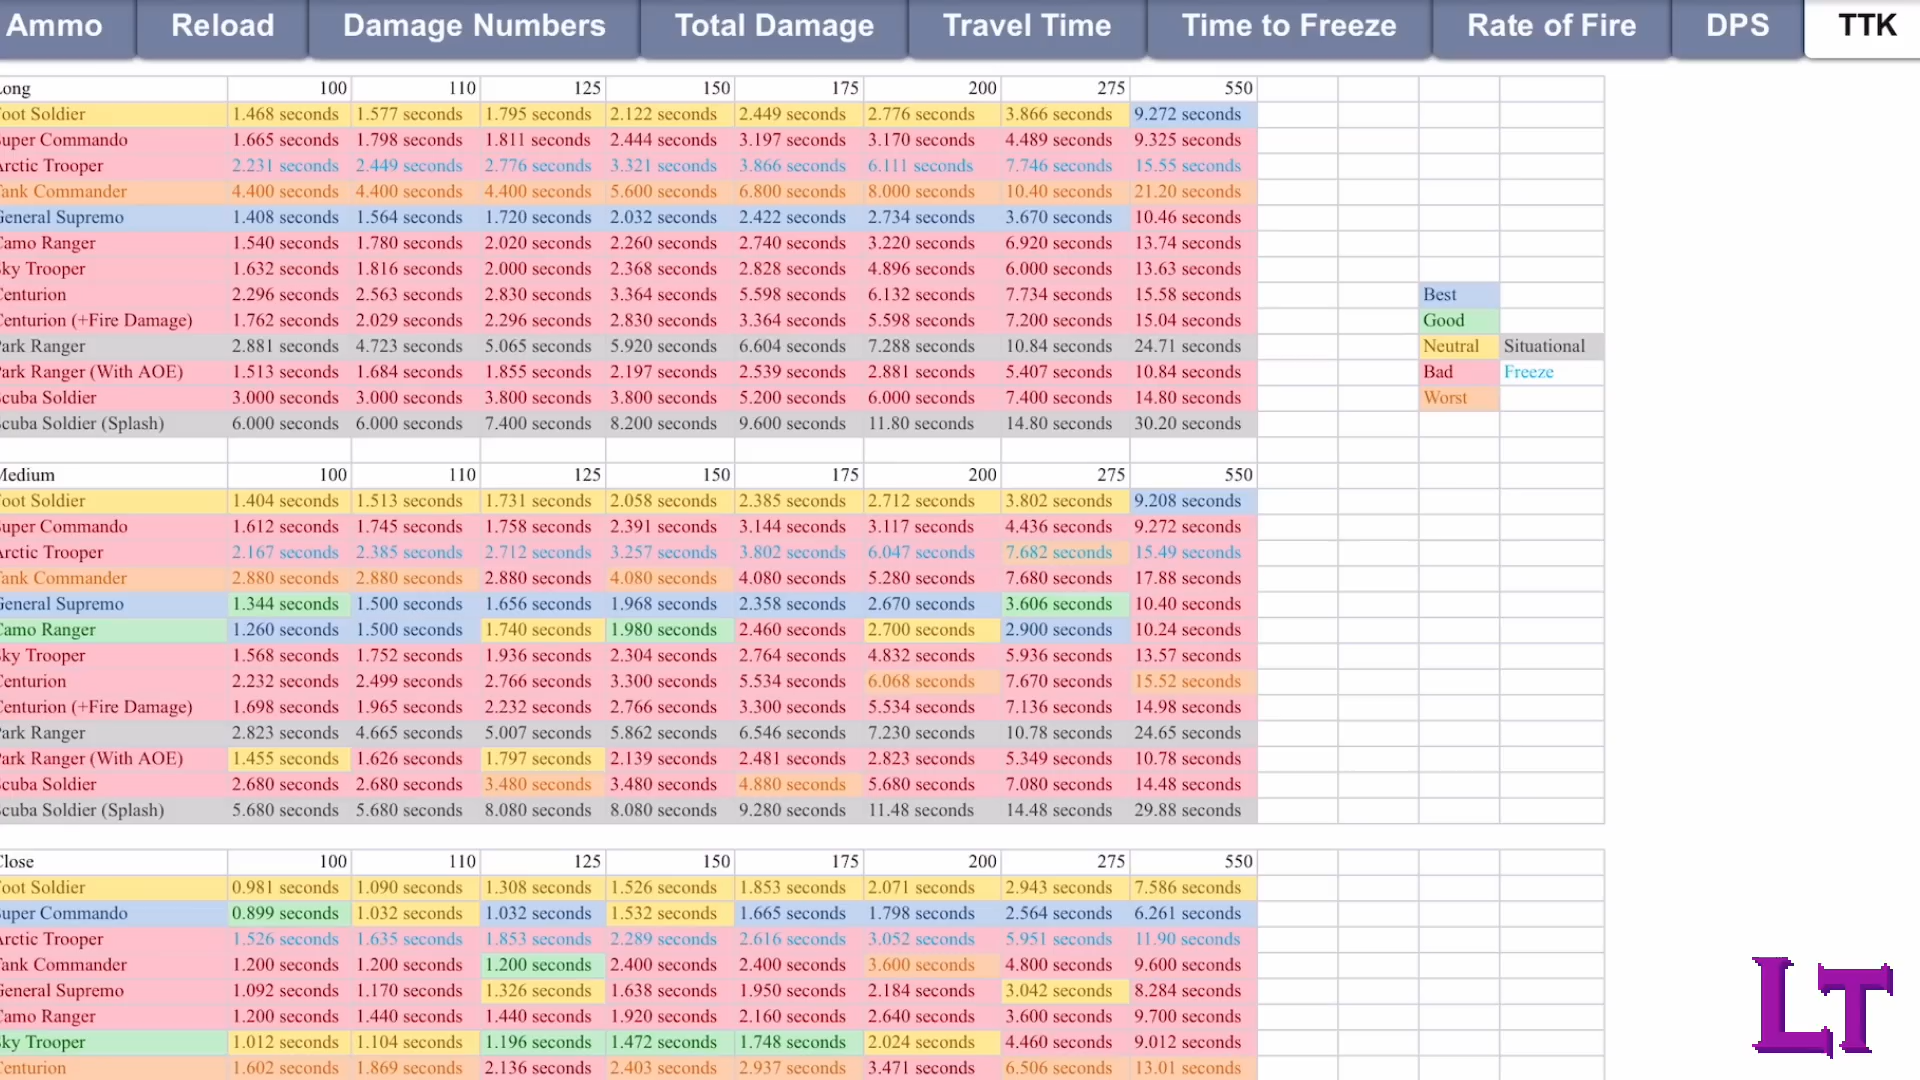 Ammo Reload Damage Numbers Total Damage Travel Time Time to Freeze Rate of Fire DPS TTK
Long 100 110 125 150 175 200 275 550
Foot Soldier 1.468 seconds 1.577 seconds 1.795 seconds 2.122 seconds 2.449 seconds 2.776 seconds 3.866 seconds 9.272 seconds
Super Commando 1.665 seconds 1.798 seconds 1.811 seconds 2.444 seconds 3.197 seconds 3.170 seconds 4.489 seconds 9.325 seconds
Arctic Trooper 2.231 seconds 2.449 seconds 2.776 seconds 3.321 seconds 3.866 seconds 6.111 seconds 7.746 seconds 15.55 seconds
Tank Commander 4.400 seconds 4.400 seconds 4.400 seconds 5.600 seconds 6.800 seconds 8.000 seconds 10.40 seconds 21.20 seconds
General Supremo 1.408 seconds 1.564 seconds 1.720 seconds 2.032 seconds 2.422 seconds 2.734 seconds 3.670 seconds 10.46 seconds
Camo Ranger 1.540 seconds 1.780 seconds 2.020 seconds 2.260 seconds 2.740 seconds 3.220 seconds 6.920 seconds 13.74 seconds
Sky Trooper 1.632 seconds 1.816 seconds 2.000 seconds 2.368 seconds 2.828 seconds 4.896 seconds 6.000 seconds 13.63 seconds
Centurion 2.296 seconds 2.563 seconds 2.830 seconds 3.364 seconds 5.598 seconds 6.132 seconds 7.734 seconds 15.58 seconds Best
Centurion (+Fire Damage) 1.762 seconds 2.029 seconds 2.296 seconds 2.830 seconds 3.364 seconds 5.598 seconds 7.200 seconds 15.04 seconds Good
Park Ranger 2.881 seconds 4.723 seconds 5.065 seconds 5.920 seconds 6.604 seconds 7.288 seconds 10.84 seconds 24.71 seconds Neutral Situational
Park Ranger (With AOE) 1.513 seconds 1.684 seconds 1.855 seconds 2.197 seconds 2.539 seconds 2.881 seconds 5.407 seconds 10.84 seconds Bad Freeze
Scuba Soldier 3.000 seconds 3.000 seconds 3.800 seconds 3.800 seconds 5.200 seconds 6.000 seconds 7.400 seconds 14.80 seconds Worst
Scuba Soldier (Splash) 6.000 seconds 6.000 seconds 7.400 seconds 8.200 seconds 9.600 seconds 11.80 seconds 14.80 seconds 30.20 seconds
Medium 100 110 125 150 175 200 275 550
Foot Soldier 1.404 seconds 1.513 seconds 1.731 seconds 2.058 seconds 2.385 seconds 2.712 seconds 3.802 seconds 9.208 seconds
Super Commando 1.612 seconds 1.745 seconds 1.758 seconds 2.391 seconds 3.144 seconds 3.117 seconds 4.436 seconds 9.272 seconds
Arctic Trooper 2.167 seconds 2.385 seconds 2.712 seconds 3.257 seconds 3.802 seconds 6.047 seconds 7.682 seconds 15.49 seconds
Tank Commander 2.880 seconds 2.880 seconds 2.880 seconds 4.080 seconds 4.080 seconds 5.280 seconds 7.680 seconds 17.88 seconds
General Supremo 1.344 seconds 1.500 seconds 1.656 seconds 1.968 seconds 2.358 seconds 2.670 seconds 3.606 seconds 10.40 seconds
Camo Ranger 1.260 seconds 1.500 seconds 1.740 seconds 1.980 seconds 2.460 seconds 2.700 seconds 2.900 seconds 10.24 seconds
Sky Trooper 1.568 seconds 1.752 seconds 1.936 seconds 2.304 seconds 2.764 seconds 4.832 seconds 5.936 seconds 13.57 seconds
Centurion 2.232 seconds 2.499 seconds 2.766 seconds 3.300 seconds 5.534 seconds 6.068 seconds 7.670 seconds 15.52 seconds
Centurion (+Fire Damage) 1.698 seconds 1.965 seconds 2.232 seconds 2.766 seconds 3.300 seconds 5.534 seconds 7.136 seconds 14.98 seconds
Park Ranger 2.823 seconds 4.665 seconds 5.007 seconds 5.862 seconds 6.546 seconds 7.230 seconds 10.78 seconds 24.65 seconds
Park Ranger (With AOE) 1.455 seconds 1.626 seconds 1.797 seconds 2.139 seconds 2.481 seconds 2.823 seconds 5.349 seconds 10.78 seconds
Scuba Soldier 2.680 seconds 2.680 seconds 3.480 seconds 3.480 seconds 4.880 seconds 5.680 seconds 7.080 seconds 14.48 seconds
Scuba Soldier (Splash) 5.680 seconds 5.680 seconds 8.080 seconds 8.080 seconds 9.280 seconds 11.48 seconds 14.48 seconds 29.88 seconds
Close 100 110 125 150 175 200 275 550
Foot Soldier 0.981 seconds 1.090 seconds 1.308 seconds 1.526 seconds 1.853 seconds 2.071 seconds 2.943 seconds 7.586 seconds
Super Commando 0.899 seconds 1.032 seconds 1.032 seconds 1.532 seconds 1.665 seconds 1.798 seconds 2.564 seconds 6.261 seconds
Arctic Trooper 1.526 seconds 1.635 seconds 1.853 seconds 2.289 seconds 2.616 seconds 3.052 seconds 5.951 seconds 11.90 seconds
Tank Commander 1.200 seconds 1.200 seconds 1.200 seconds 2.400 seconds 2.400 seconds 3.600 seconds 4.800 seconds 9.600 seconds
General Supremo 1.092 seconds 1.170 seconds 1.326 seconds 1.638 seconds 1.950 seconds 2.184 seconds 3.042 seconds 8.284 seconds
Camo Ranger 1.200 seconds 1.440 seconds 1.440 seconds 1.920 seconds 2.160 seconds 2.640 seconds 3.600 seconds 9.700 seconds
Sky Trooper 1.012 seconds 1.104 seconds 1.196 seconds 1.472 seconds 1.748 seconds 2.024 seconds 4.460 seconds 9.012 seconds
Centurion 1.602 seconds 1.869 seconds 2.136 seconds 2.403 seconds 2.937 seconds 3.471 seconds 6.506 seconds 13.01 seconds
LT